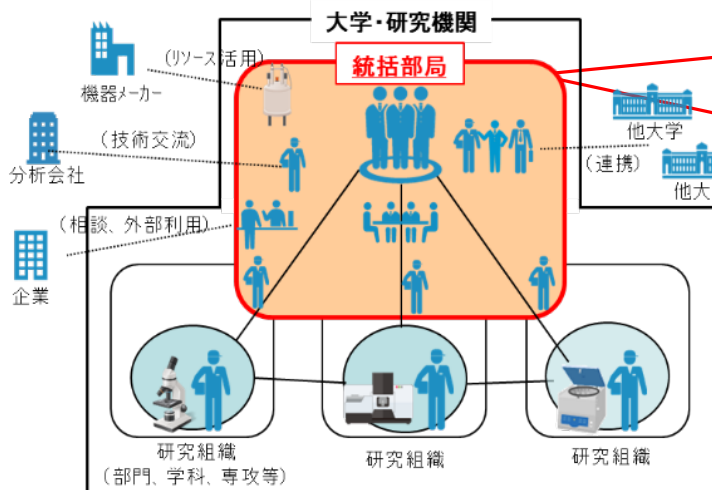 大学・研究機関
統括部局
(リソース活用)
機器メーカー
(技術交流)
分析会社
(相談、外部利用)
企業
他大学
(連携)
他大
研究組織
(部門、学科、専攻等)
研究組織
研究組織